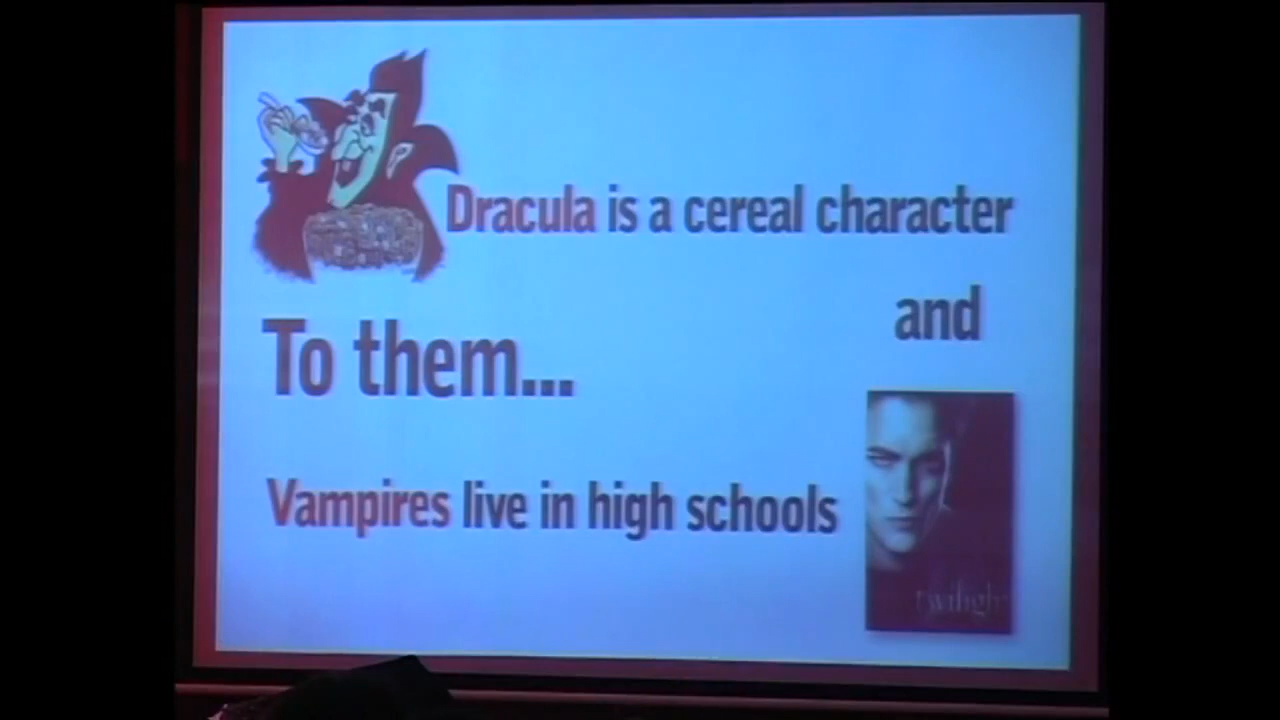 Dracula is a cereal character
and
To them...
Vampires live in high schools
twilight